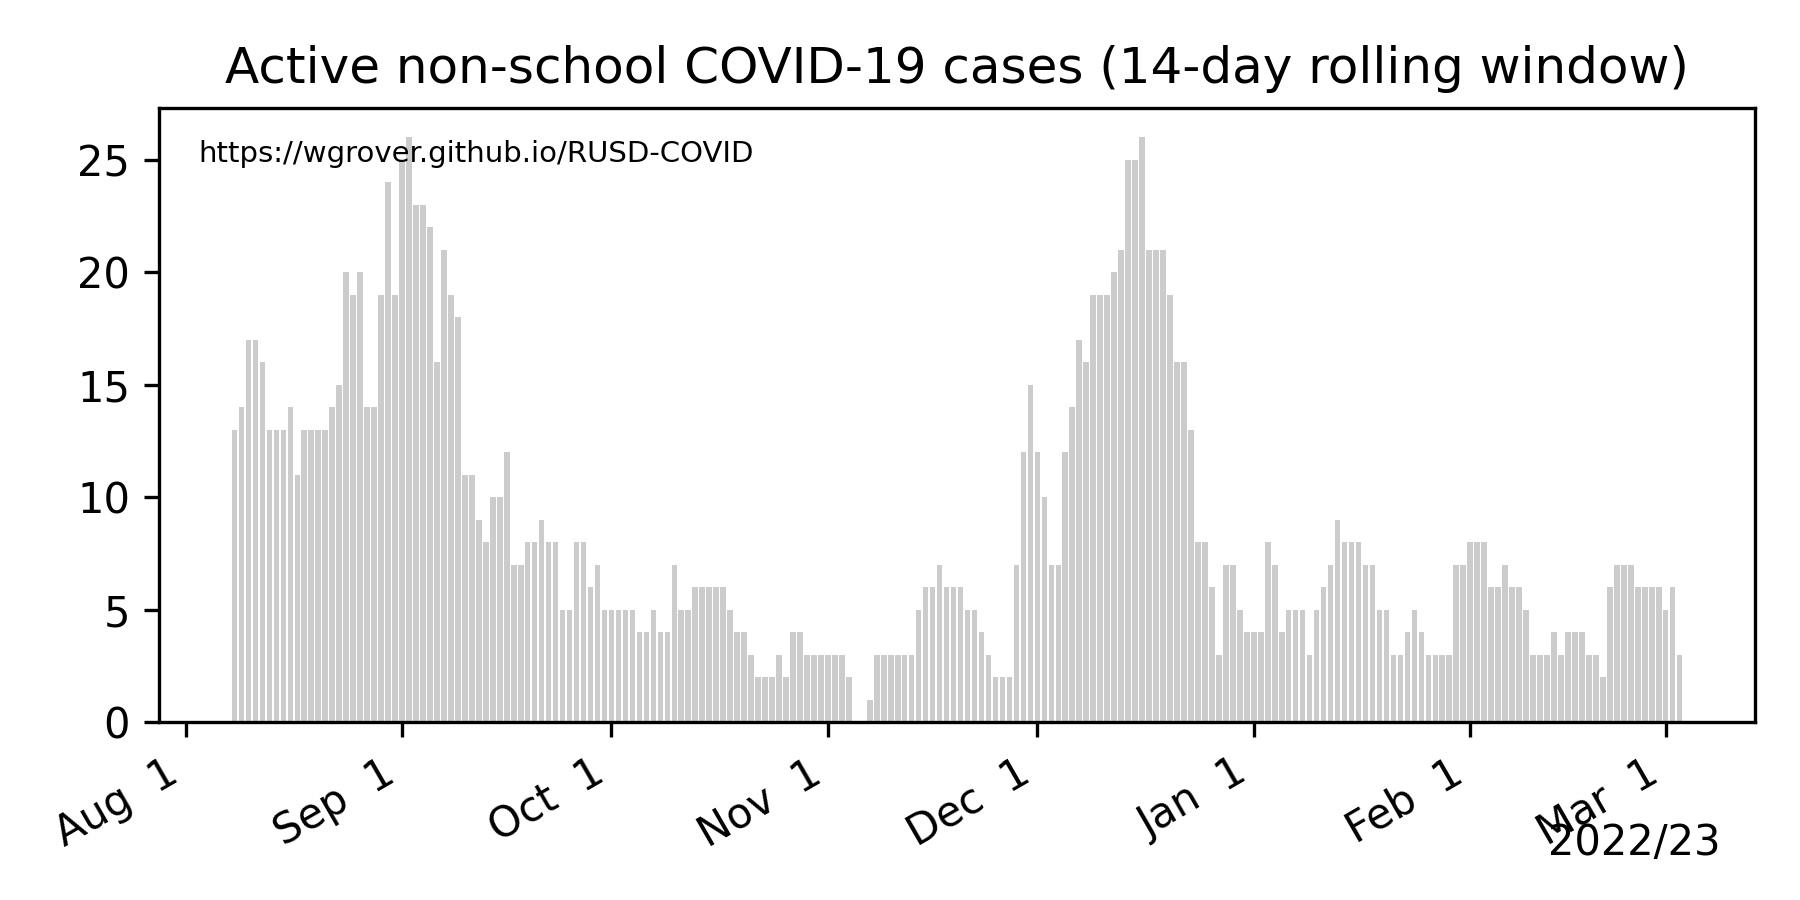 Active non-school COVID-19 cases (14-day rolling window)
https://wgrover.github.io/RUSD-COVID
25
20
15
10
5
0
Aug 1
Sep 1
Oct 1
Nov 1
Dec 1
Jan 1
Feb 1
Mar 1
2022/23